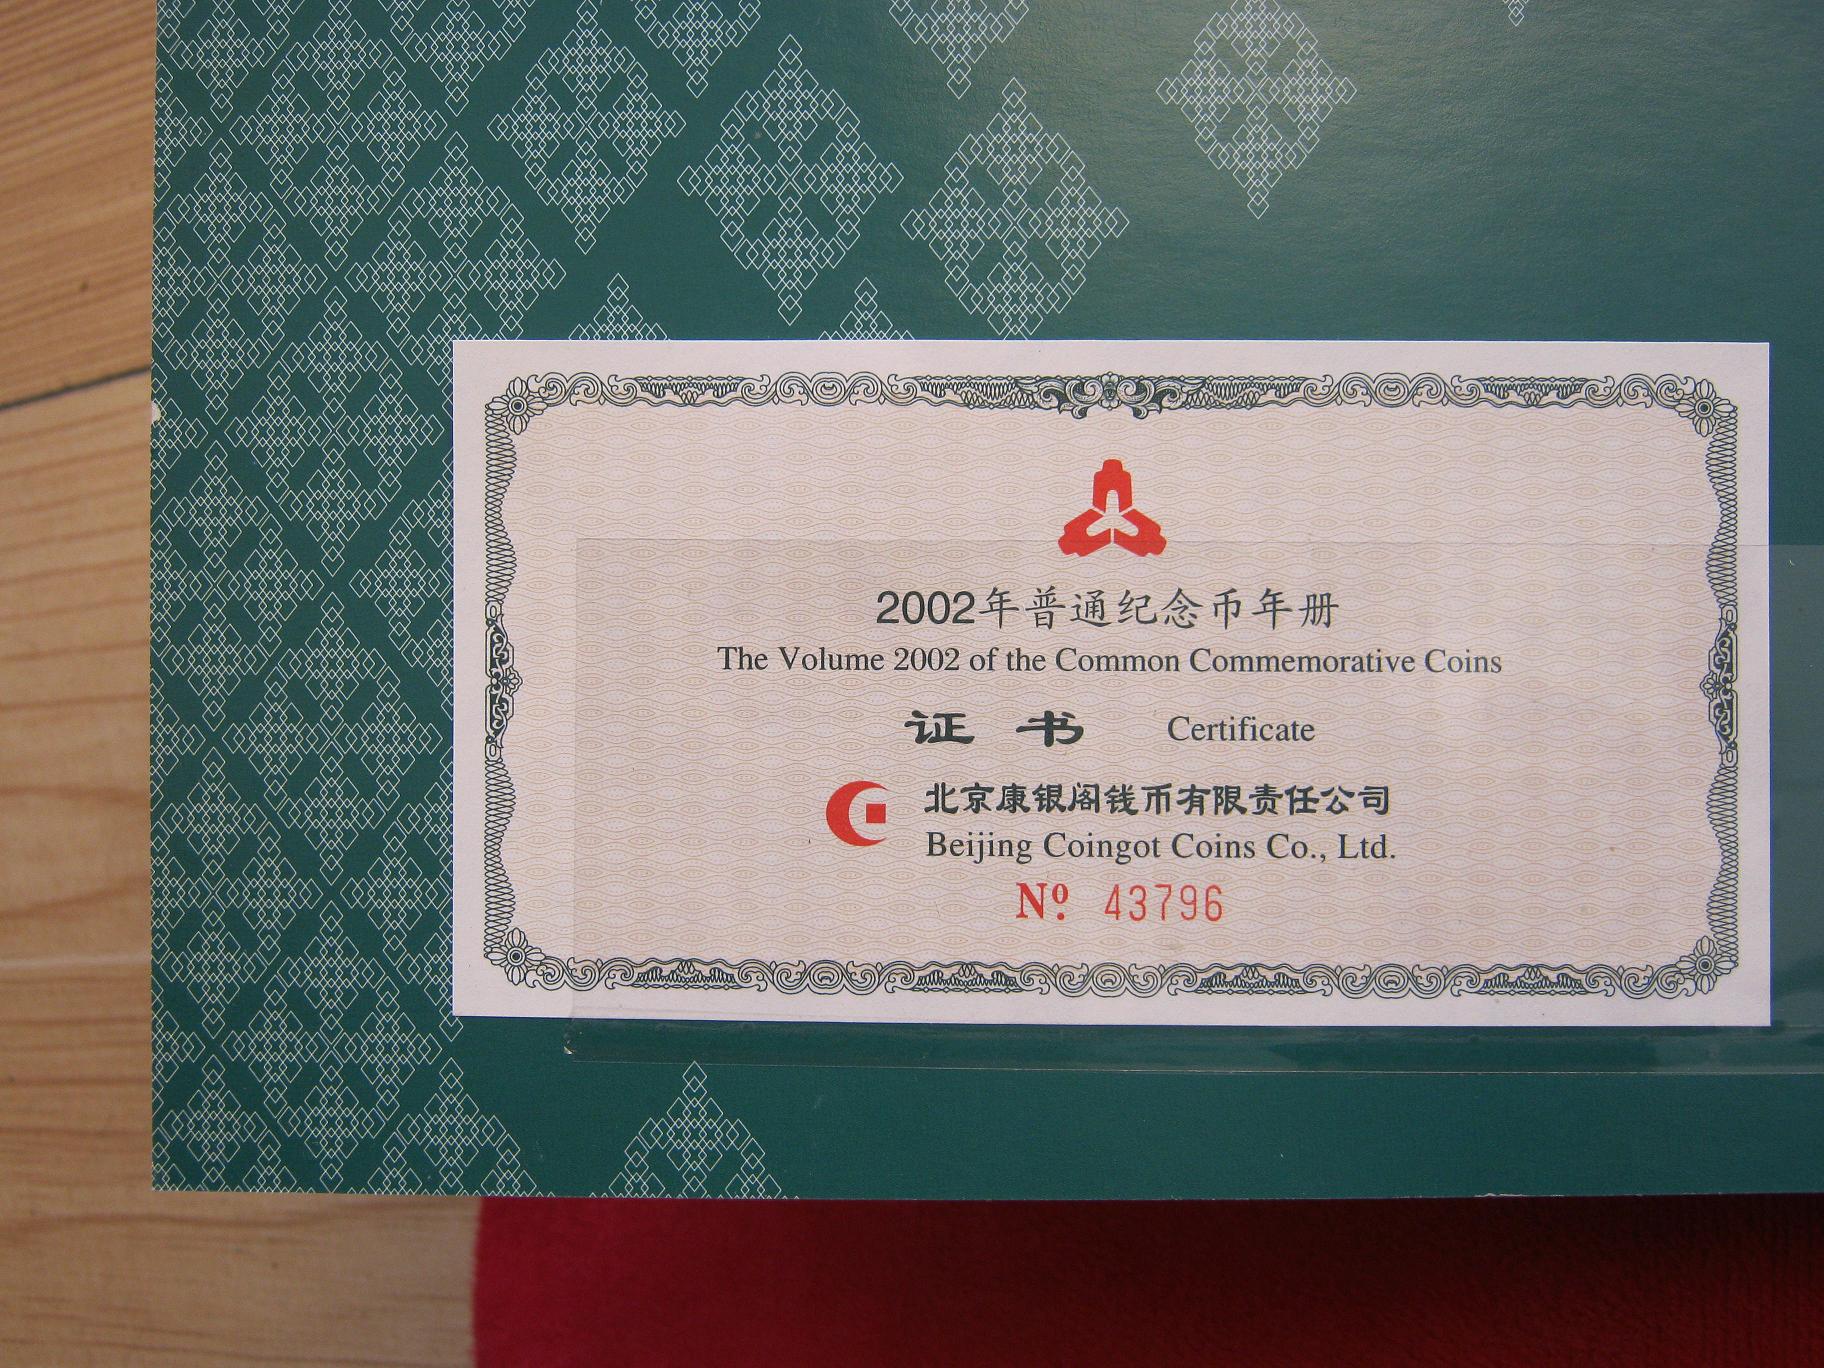 2002年普通纪念币年册
The Volume 2002 of the Common Commemorative Coins
证 书 Certificate
北京康银阁钱币有限责任公司
Beijing Coingot Coins Co., Ltd.
Nº. 43796